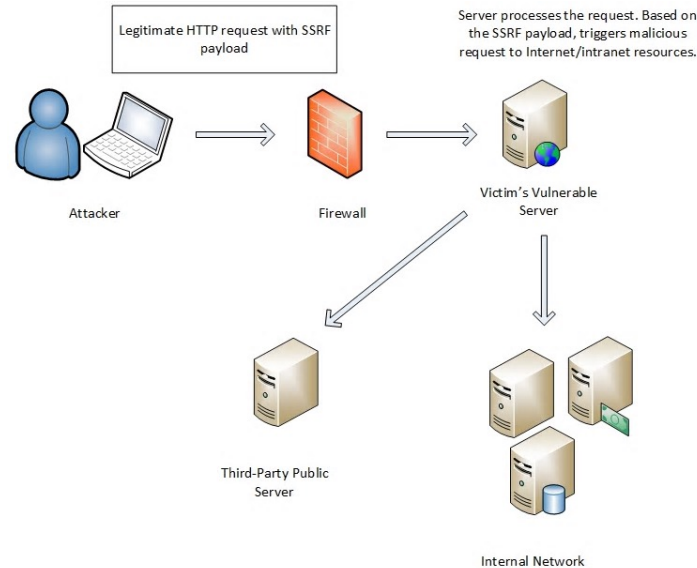 Legitimate HTTP request with SSRF
payload
Server processes the request. Based on
the SSRF payload, triggers malicious
request to Internet/intranet resources.
Attacker
Firewall
Victim's Vulnerable
Server
Third-Party Public
Server
Internal Network